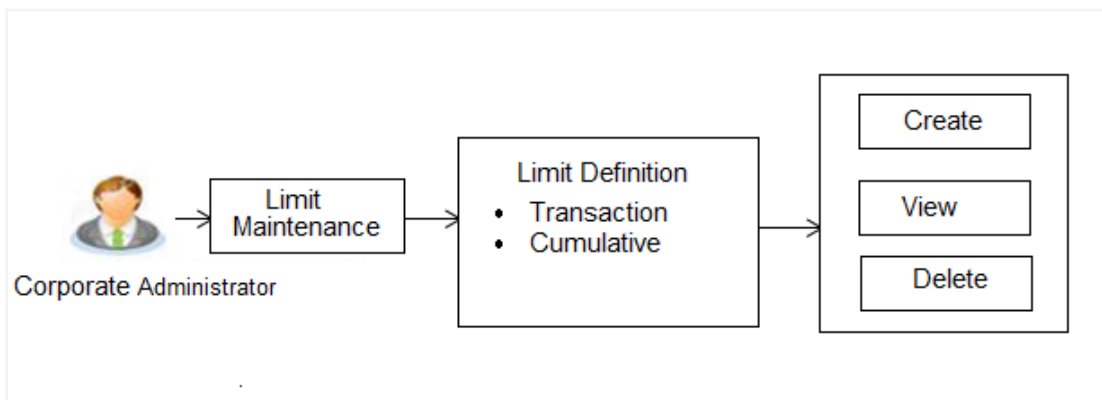 Corporate Administrator
Limit
Maintenance
Limit Definition
• Transaction
• Cumulative
Create
View
Delete